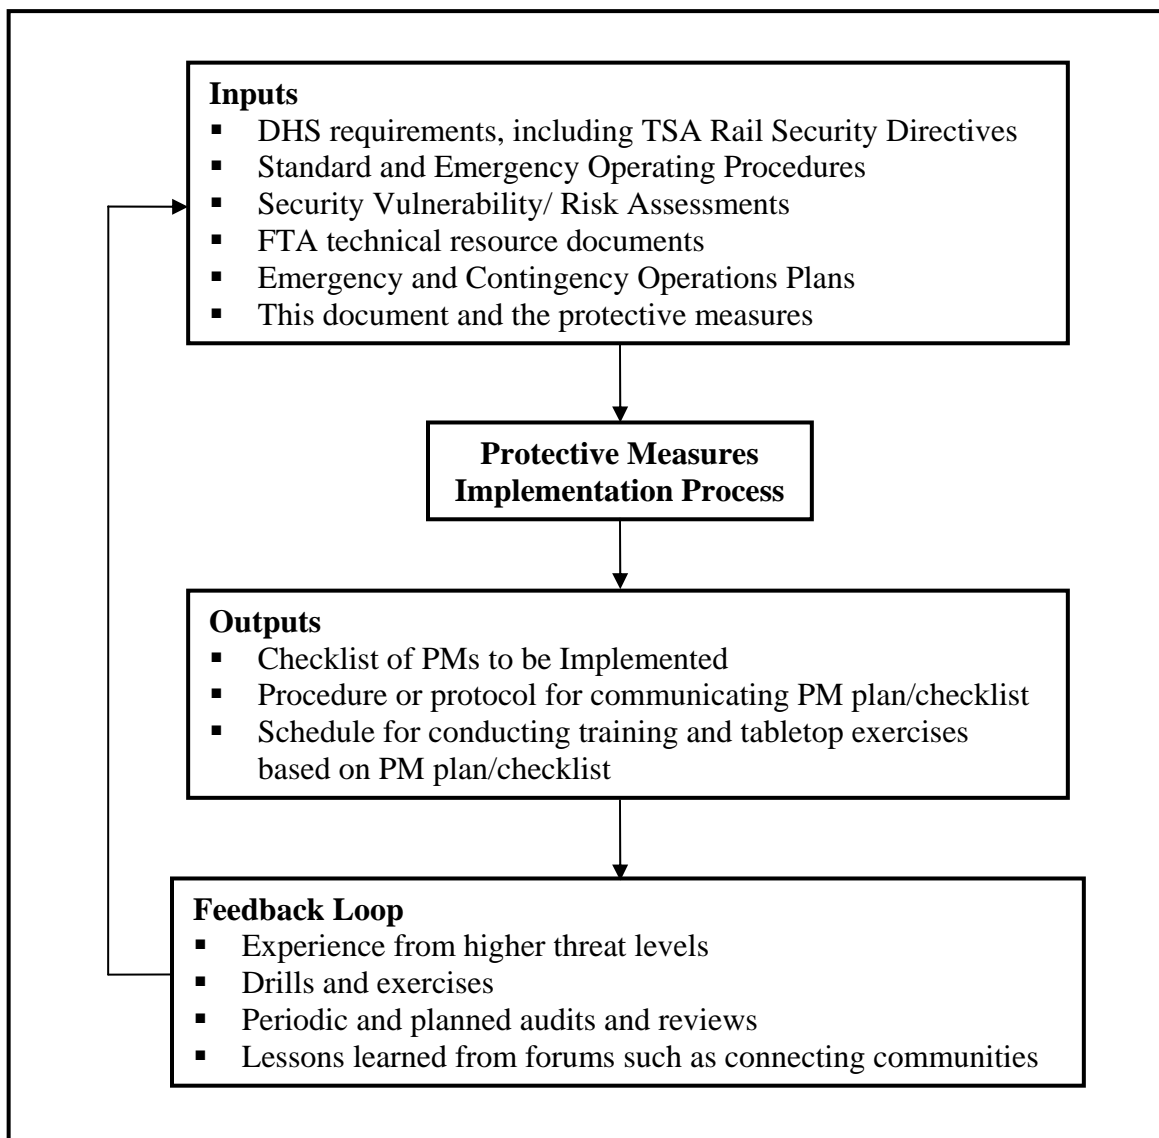 Inputs
▪ DHS requirements, including TSA Rail Security Directives
▪ Standard and Emergency Operating Procedures
▪ Security Vulnerability/ Risk Assessments
▪ FTA technical resource documents
▪ Emergency and Contingency Operations Plans
▪ This document and the protective measures
Protective Measures
Implementation Process
Outputs
▪ Checklist of PMs to be Implemented
▪ Procedure or protocol for communicating PM plan/checklist
▪ Schedule for conducting training and tabletop exercises
based on PM plan/checklist
Feedback Loop
▪ Experience from higher threat levels
▪ Drills and exercises
▪ Periodic and planned audits and reviews
▪ Lessons learned from forums such as connecting communities